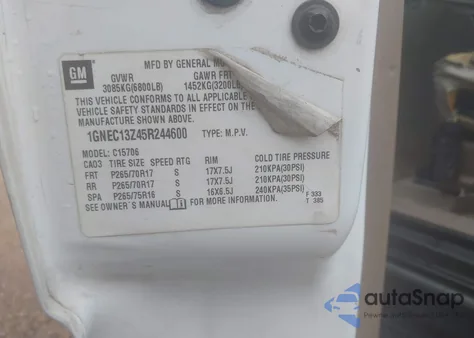 GM
MFD BY GENERAL M
GVWR GAWR FRT
3085KG(6800LB) 1452KG(3200LB
THIS VEHICLE CONFORMS TO ALL APPLICABLE
VEHICLE SAFETY STANDARDS IN EFFECT ON THE
OF MANUFACTURE SHOWN ABOVE.
1GNEC13Z45R244600 TYPE: M.P.V.
MODEL: C15706
CA03 TIRE SIZE SPEED RTG RIM COLD TIRE PRESSURE
FRT P265/70R17 S 17X7.5J 210KPA(30PSI)
RR P265/70R17 S 17X7.5J 210KPA(30PSI)
SPA P265/75R16 S 16X6.5J 240KPA(35PSI) F 333
SEE OWNER'S MANUAL FOR MORE INFORMATION. T 385
autoSnap